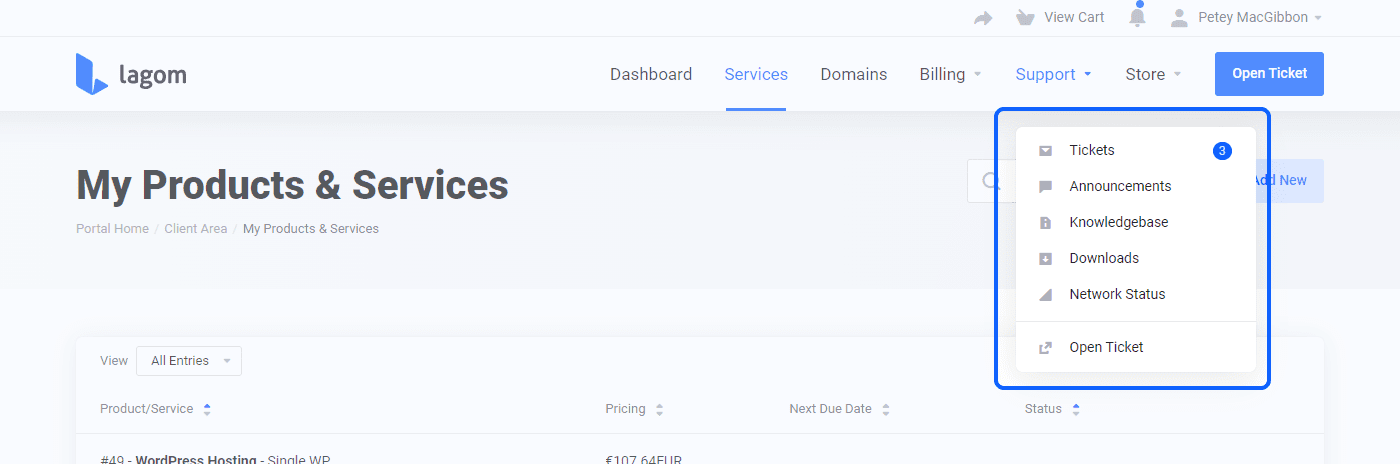 View Cart
Petey MacGibbon
lagom
Dashboard
Services
Domains
Billing
Support
Store
Open Ticket
My Products & Services
Portal Home / Client Area / My Products & Services
Add New
Tickets
3
Announcements
Knowledgebase
Downloads
Network Status
Open Ticket
View
All Entries
Product/Service
Pricing
Next Due Date
Status
#49 - WordPress Hosting - Single WP
€107.64EUR